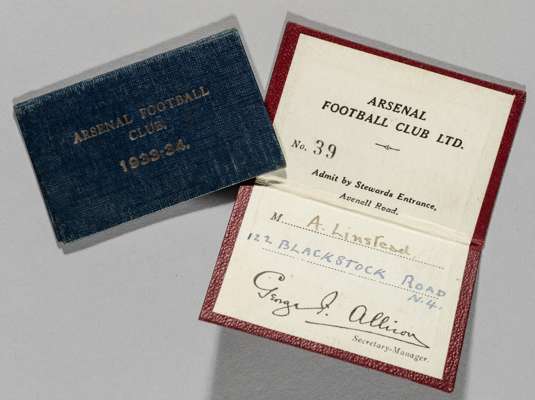 ARSENAL FOOTBALL
CLUB.
1933-34.
ARSENAL
FOOTBALL CLUB LTD.
No. 39
Admit by Stewards Entrance,
Avenell Road.
M. A. Linstead
122 BLACKSTOCK ROAD
N.4.
George F. Allison
Secretary-Manager.